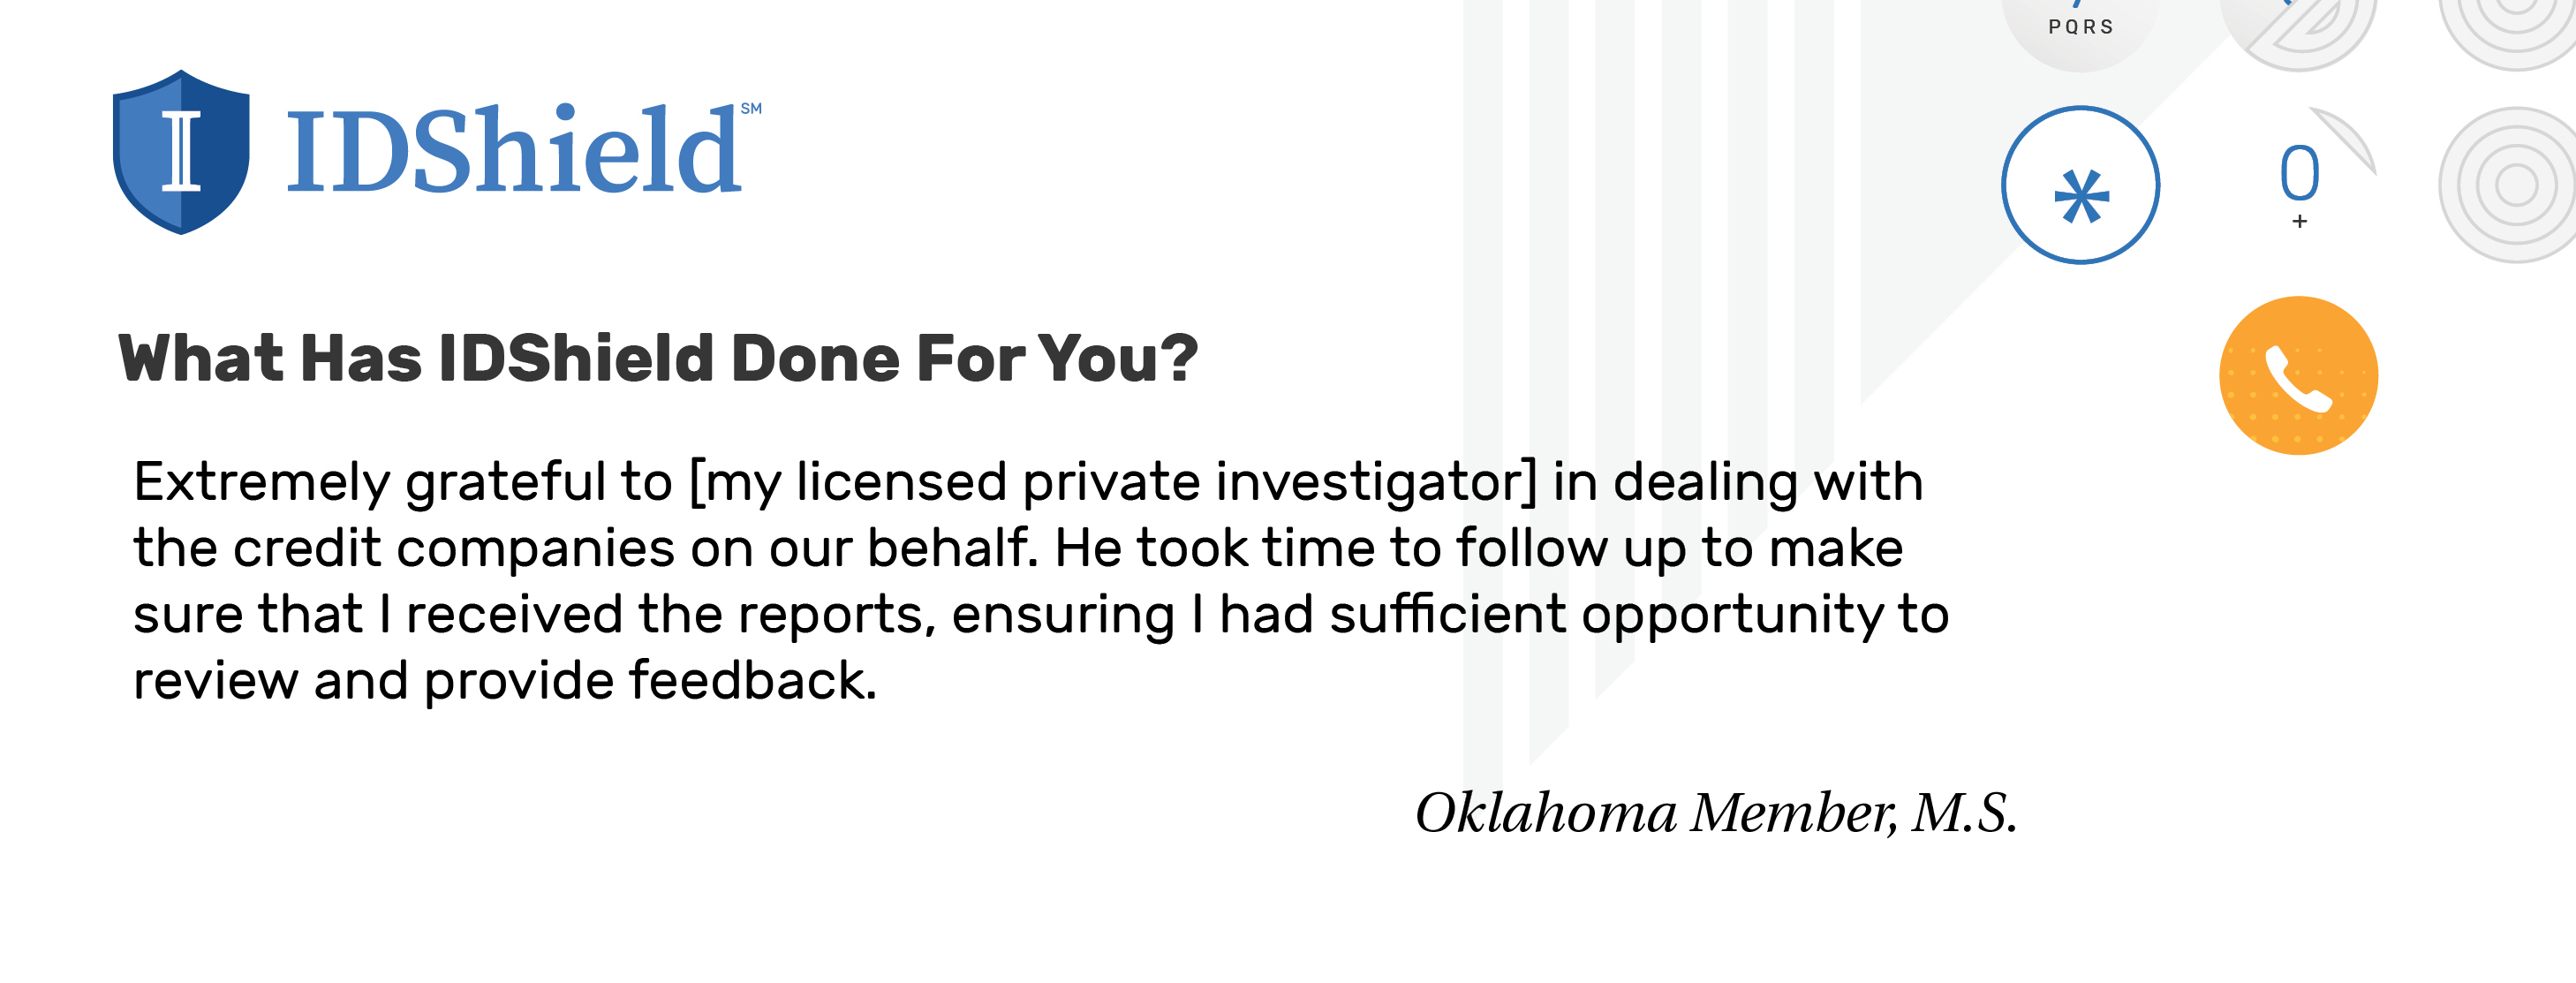 PQRS
I IDShield℠
*
0
+
What Has IDShield Done For You?
Extremely grateful to [my licensed private investigator] in dealing with
the credit companies on our behalf. He took time to follow up to make
sure that I received the reports, ensuring I had sufficient opportunity to
review and provide feedback.
Oklahoma Member, M.S.